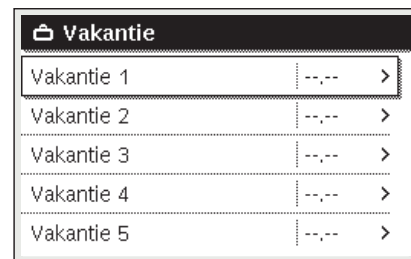 Vakantie
Vakantie 1 --.-- >
Vakantie 2 --.-- >
Vakantie 3 --.-- >
Vakantie 4 --.-- >
Vakantie 5 --.-- >